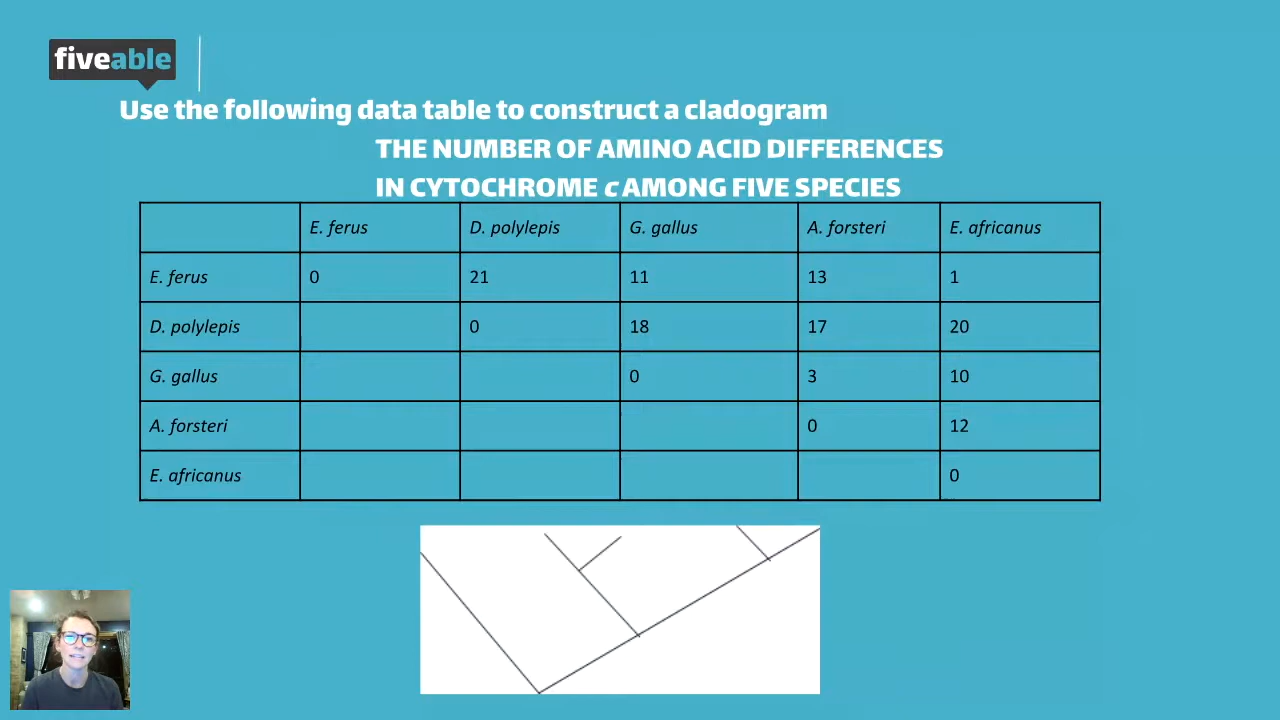 fiveable
Use the following data table to construct a cladogram
THE NUMBER OF AMINO ACID DIFFERENCES
IN CYTOCHROME c AMONG FIVE SPECIES
E. ferus D. polylepis G. gallus A. forsteri E. africanus
E. ferus 0 21 11 13 1
D. polylepis 0 18 17 20
G. gallus 0 3 10
A. forsteri 0 12
E. africanus 0